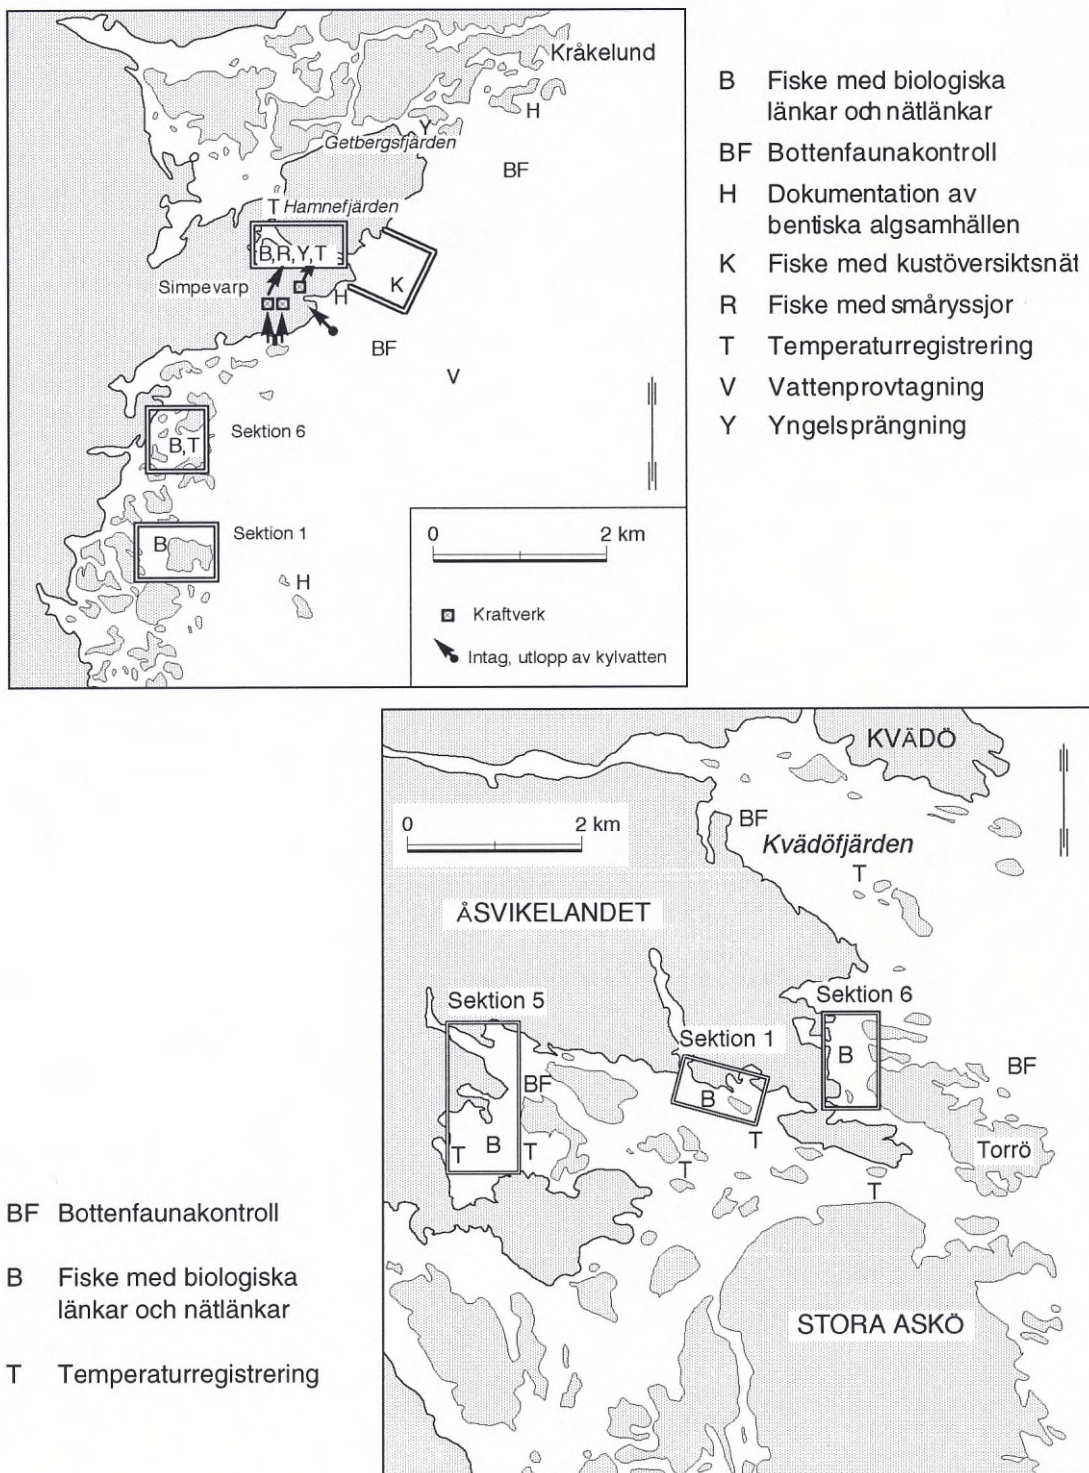 Kråkelund
H
Y
Getbergsfjärden
BF
T Hamnefjärden
B,R,Y,T
Simpevarp
K
H
BF
V
Sektion 6
B,T
Sektion 1
B
H
0 2 km
Kraftverk
Intag, utlopp av kylvatten
B Fiske med biologiska
länkar och nätlänkar
BF Bottenfaunakontroll
H Dokumentation av
bentiska algsamhällen
K Fiske med kustöversiktsnät
R Fiske med småryssjor
T Temperaturregistrering
V Vattenprovtagning
Y Yngelsprängning
KVÄDÖ
BF
0 2 km
Kvädöfjärden
T
ÅSVIKELANDET
Sektion 5
Sektion 6
Sektion 1
B
BF
BF
B
T B T
T
T
Torrö
T
STORA ASKÖ
BF Bottenfaunakontroll
B Fiske med biologiska
länkar och nätlänkar
T Temperaturregistrering